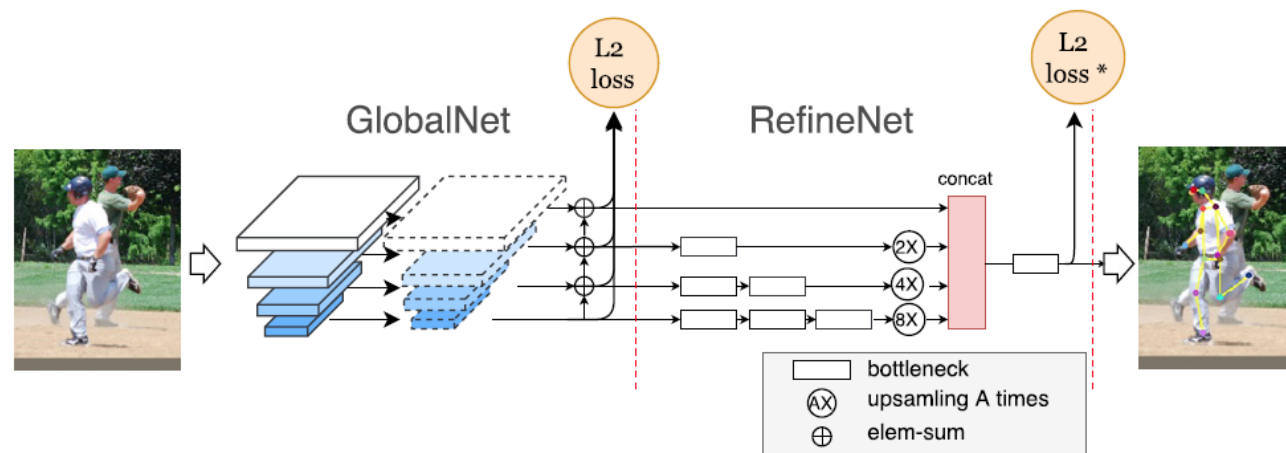 L2
loss
L2
loss *
GlobalNet
RefineNet
concat
2X
4X
8X
bottleneck
AX
upsamling A times
elem-sum